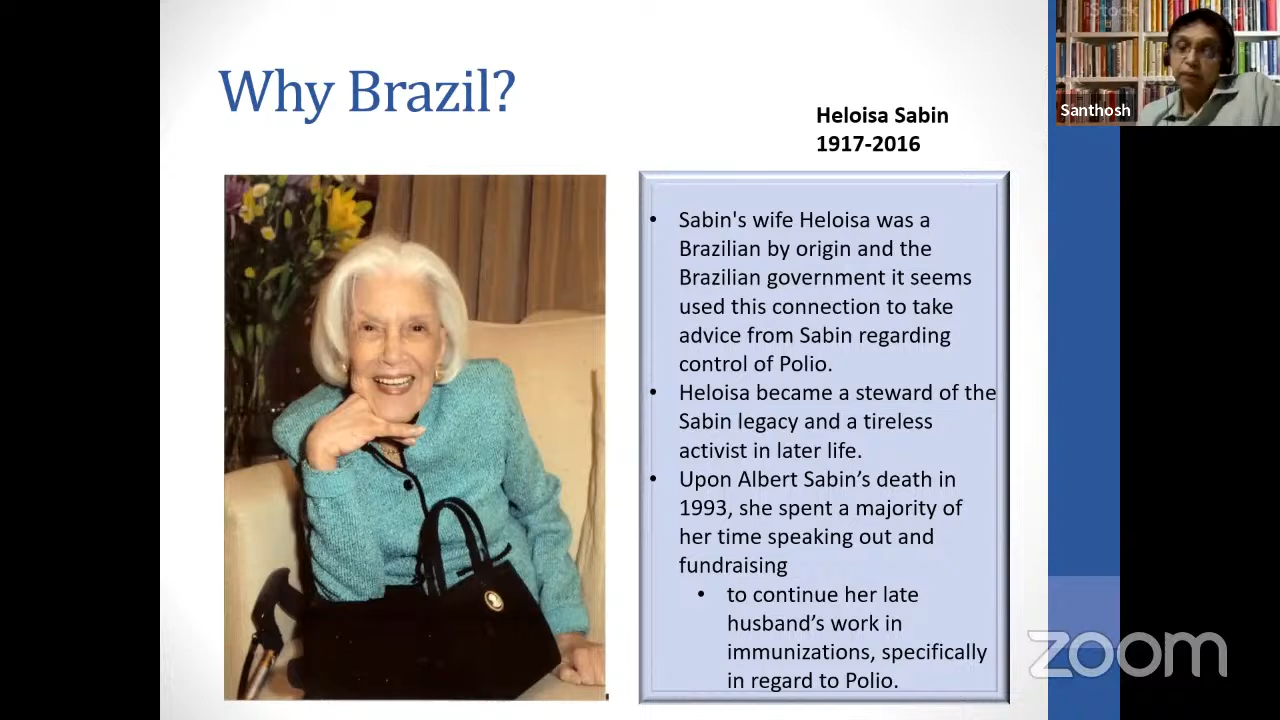 Why Brazil?
Heloisa Sabin
1917-2016
• Sabin's wife Heloisa was a
Brazilian by origin and the
Brazilian government it seems
used this connection to take
advice from Sabin regarding
control of Polio.
• Heloisa became a steward of the
Sabin legacy and a tireless
activist in later life.
• Upon Albert Sabin’s death in
1993, she spent a majority of
her time speaking out and
fundraising
• to continue her late
husband’s work in
immunizations, specifically
in regard to Polio.
iStock
Santhosh
zoom